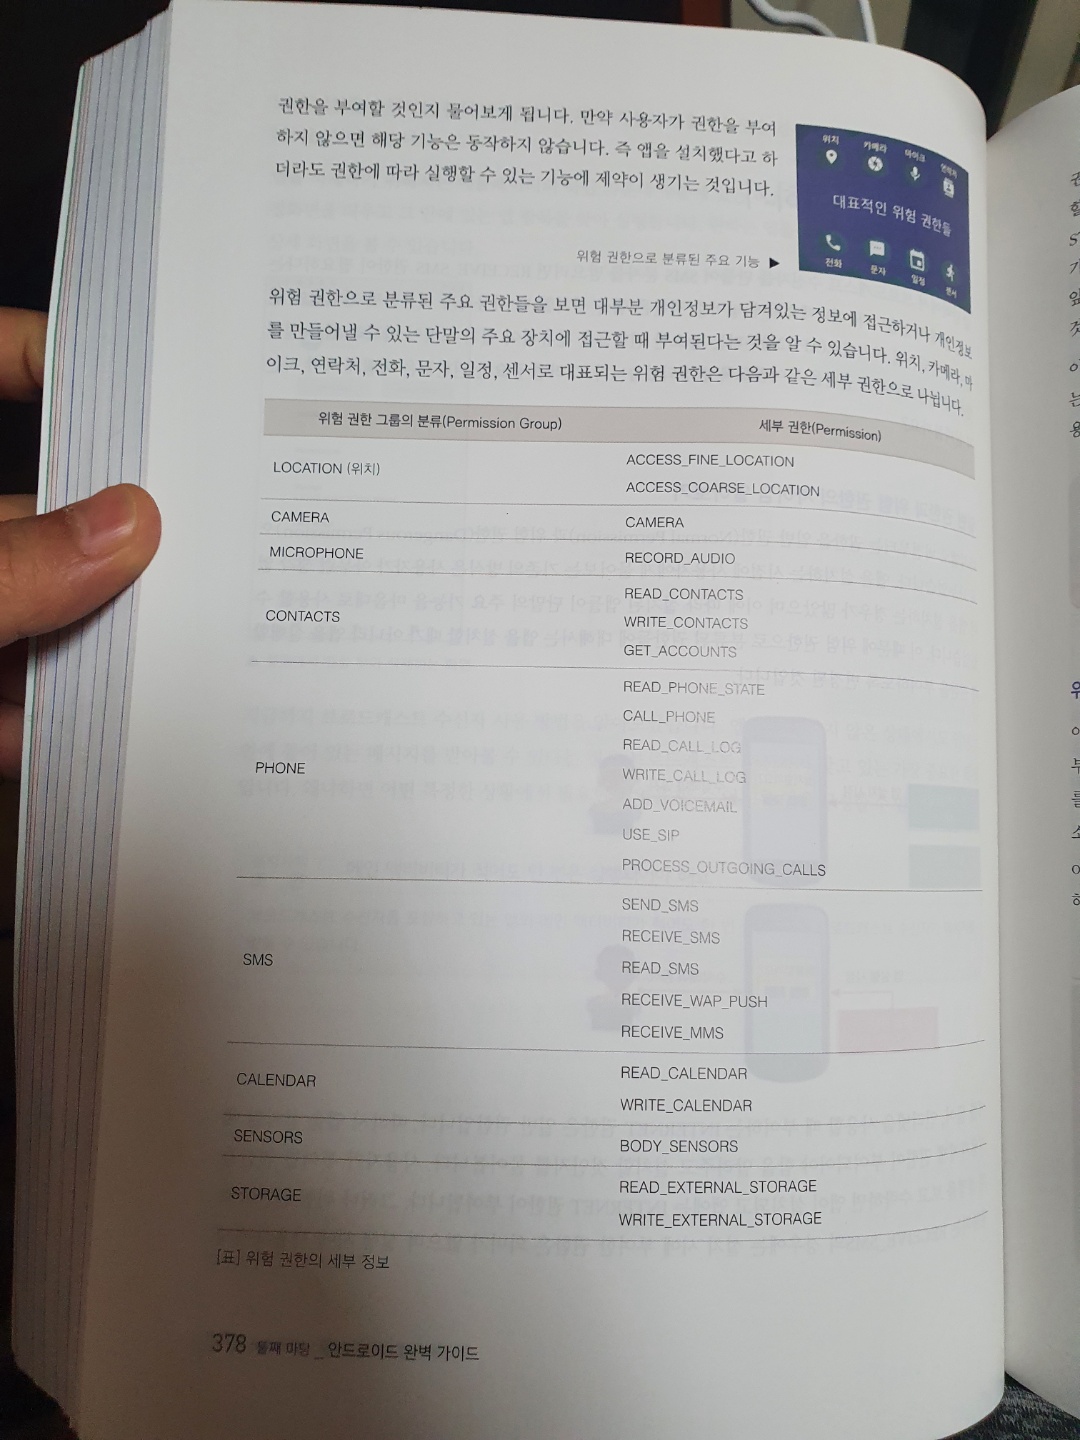 권한을 부여할 것인지 물어보게 됩니다. 만약 사용자가 권한을 부여
하지 않으면 해당 기능은 동작하지 않습니다. 즉 앱을 설치했다고 하
더라도 권한에 따라 실행할 수 있는 기능에 제약이 생기는 것입니다.
위치 카메라 마이크 연락처
대표적인 위험 권한들
전화 문자 일정 센서
위험 권한으로 분류된 주요 기능 ▶
위험 권한으로 분류된 주요 권한들을 보면 대부분 개인정보가 담겨있는 정보에 접근하거나 개인정보
를 만들어낼 수 있는 단말의 주요 장치에 접근할 때 부여된다는 것을 알 수 있습니다. 위치, 카메라, 마
이크, 연락처, 전화, 문자, 일정, 센서로 대표되는 위험 권한은 다음과 같은 세부 권한으로 나뉩니다.
위험 권한 그룹의 분류(Permission Group) 세부 권한(Permission)
LOCATION (위치)
ACCESS_FINE_LOCATION
ACCESS_COARSE_LOCATION
CAMERA CAMERA
MICROPHONE RECORD_AUDIO
CONTACTS
READ_CONTACTS
WRITE_CONTACTS
GET_ACCOUNTS
PHONE
READ_PHONE_STATE
CALL_PHONE
READ_CALL_LOG
WRITE_CALL_LOG
ADD_VOICEMAIL
USE_SIP
PROCESS_OUTGOING_CALLS
SMS
SEND_SMS
RECEIVE_SMS
READ_SMS
RECEIVE_WAP_PUSH
RECEIVE_MMS
CALENDAR
READ_CALENDAR
WRITE_CALENDAR
SENSORS BODY_SENSORS
STORAGE
READ_EXTERNAL_STORAGE
WRITE_EXTERNAL_STORAGE
[표] 위험 권한의 세부 정보
378 둘째 마당 _ 안드로이드 완벽 가이드